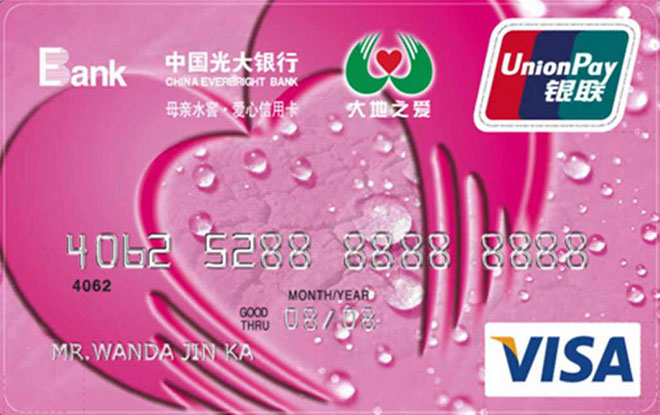 EBank
中国光大银行
CHINA EVERBRIGHT BANK
母亲水窖·爱心信用卡
大地之爱
UnionPay
银联
4062 5288 8888 8888
4062
MONTH/YEAR
GOOD THRU 08/08
MR.WANDA JIN KA
VISA